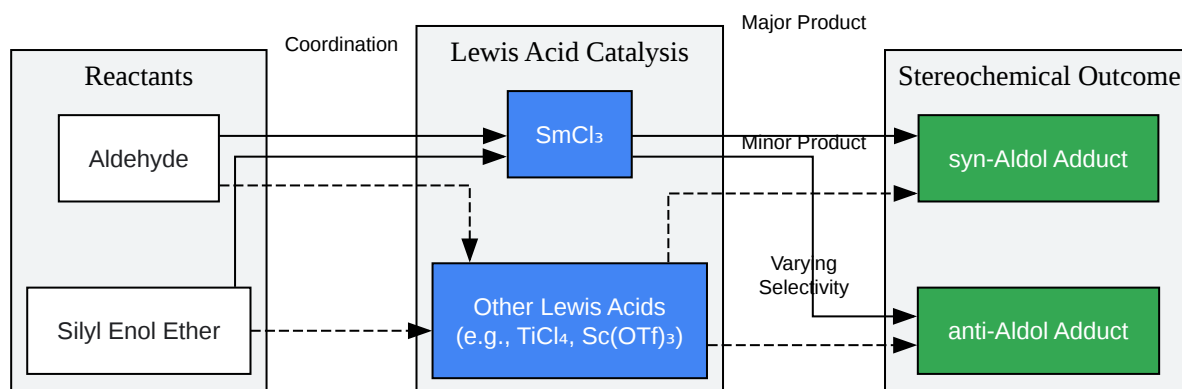 Major Product
Coordination
Reactants
Lewis Acid Catalysis
Stereochemical Outcome
Aldehyde
SmCl₃
Minor Product
syn-Aldol Adduct
Varying
Selectivity
Silyl Enol Ether
Other Lewis Acids
(e.g., TiCl₄, Sc(OTf)₃)
anti-Aldol Adduct